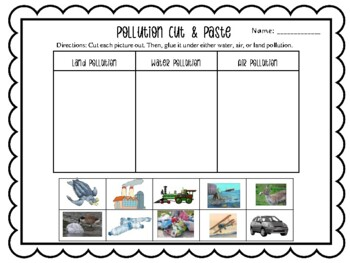 Pollution Cut & Paste
Name: ____________
Directions: Cut each picture out. Then, glue it under either water, air, or land pollution.
Land Pollution
Water Pollution
Air Pollution